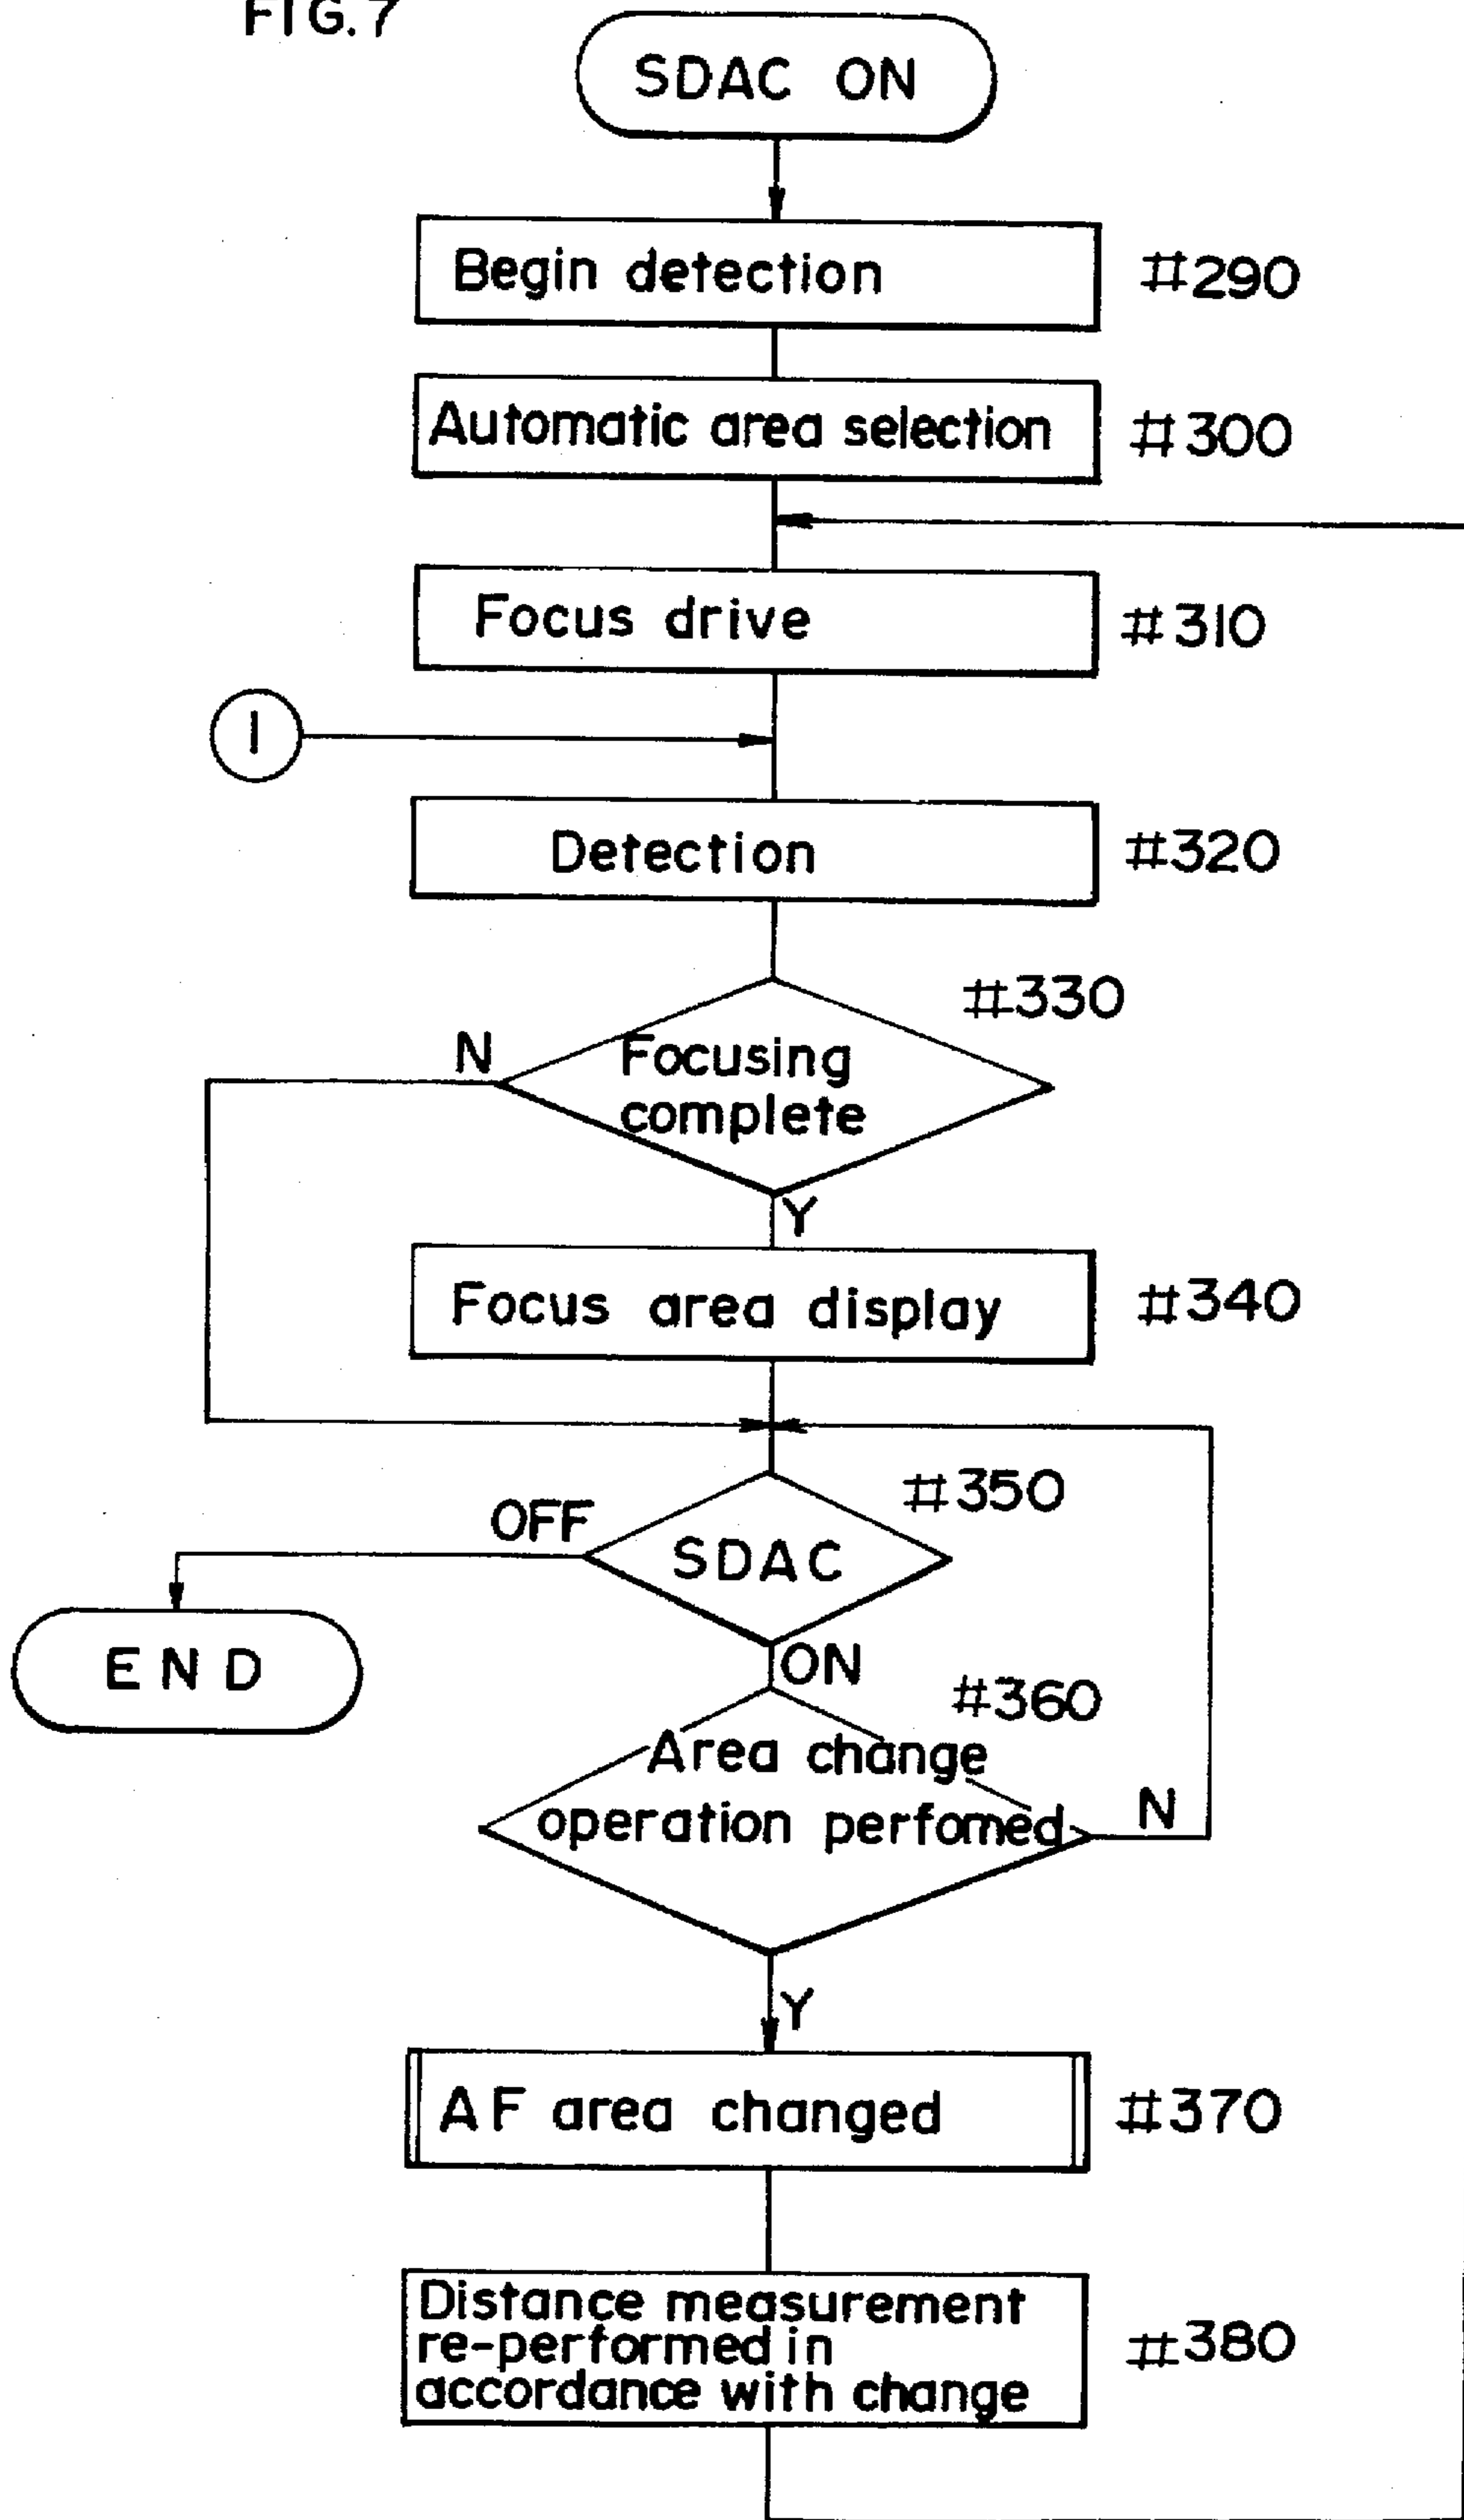 FIG.7
SDAC ON
Begin detection
#290
Automatic area selection
#300
Focus drive
#310
1
Detection
#320
#330
N
Focusing
complete
Y
Focus area display
#340
#350
OFF
SDAC
END
ON
#360
Area change
operation perfomed
N
Y
AF area changed
#370
Distance measurement
re-performed in
accordance with change
#380